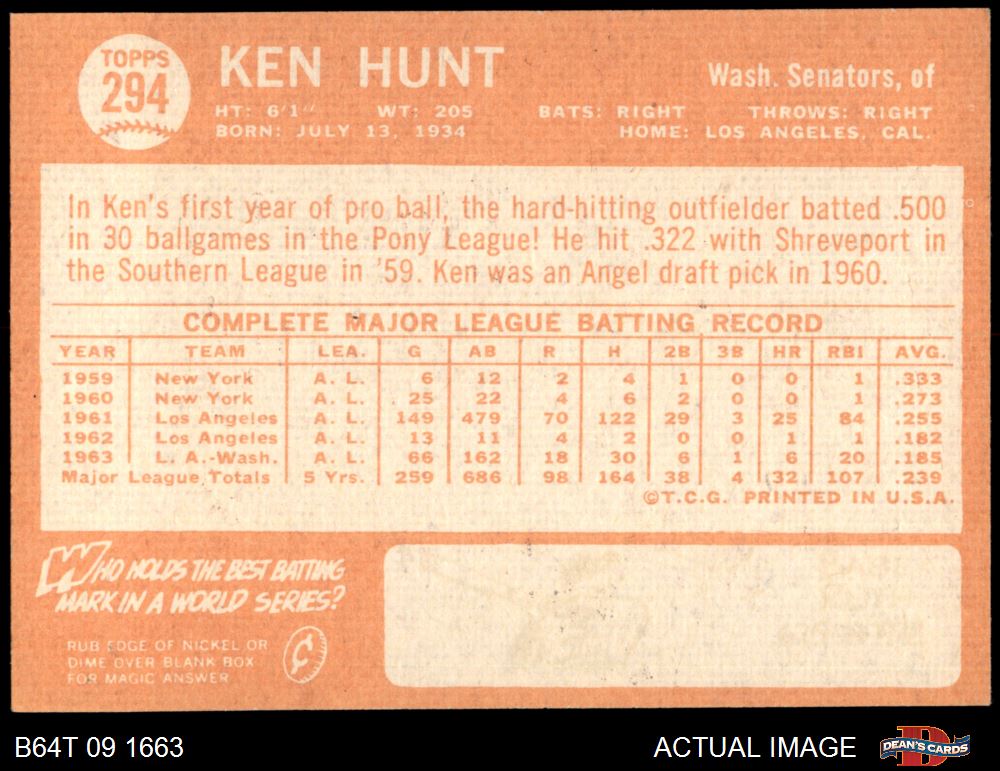 TOPPS
294
KEN HUNT
Wash. Senators, of
HT: 6'1" WT: 205 BATS: RIGHT THROWS: RIGHT
BORN: JULY 13, 1934 HOME: LOS ANGELES, CAL.
In Ken's first year of pro ball, the hard-hitting outfielder batted .500
in 30 ballgames in the Pony League! He hit .322 with Shreveport in
the Southern League in '59. Ken was an Angel draft pick in 1960.
COMPLETE MAJOR LEAGUE BATTING RECORD
YEAR TEAM LEA. G AB R H 2B 3B HR RBI AVG.
1959 New York A. L. 6 12 2 4 1 0 0 1 .333
1960 New York A. L. 25 22 4 6 2 0 0 1 .273
1961 Los Angeles A. L. 149 479 70 122 29 3 25 84 .255
1962 Los Angeles A. L. 13 11 4 2 0 0 1 1 .182
1963 L. A.-Wash. A. L. 66 162 18 30 6 1 6 20 .185
Major League Totals 5 Yrs. 259 686 98 164 38 4 32 107 .239
©T.C.G. PRINTED IN U.S.A.
WHO HOLDS THE BEST BATTING
MARK IN A WORLD SERIES?
RUB EDGE OF NICKEL OR
DIME OVER BLANK BOX
FOR MAGIC ANSWER
¢
B64T 09 1663
ACTUAL IMAGE
DEAN'S CARDS